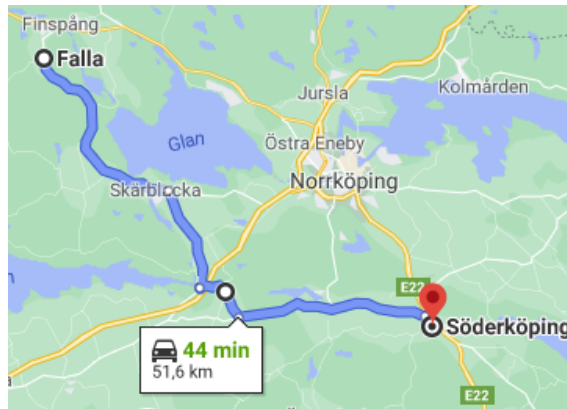 Finspång
Falla
Kolmården
Jursla
Glan
Östra Eneby
Skärblacka
Norrköping
E22
Söderköping
44 min
51,6 km
E22